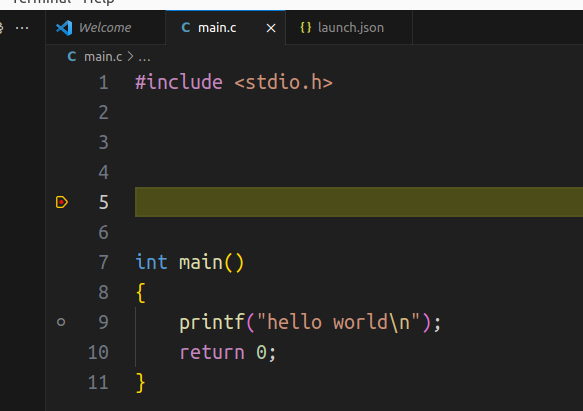 Terminal Help
Welcome main.c launch.json
main.c > ...
1 #include <stdio.h>
2
3
4
5
6
7 int main()
8 {
9 printf("hello world\n");
10 return 0;
11 }